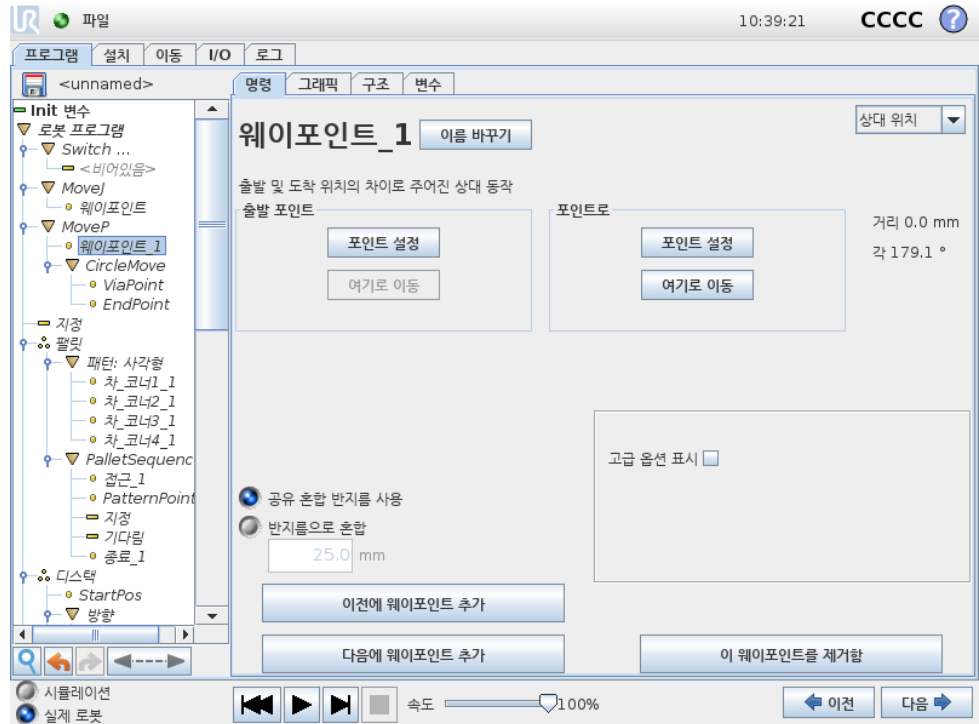 UR 파일 10:39:21 CCCC ?
프로그램 설치 이동 I/O 로그
<unnamed>
명령 그래픽 구조 변수
Init 변수
로봇 프로그램
Switch ...
<비어있음>
MoveJ
웨이포인트
MoveP
웨이포인트_1
CircleMove
ViaPoint
EndPoint
지정
팔릿
패턴: 사각형
차_코너1_1
차_코너2_1
차_코너3_1
차_코너4_1
PalletSequenc
접근_1
PatternPoint
지정
기다림
종료_1
디스택
StartPos
방향
웨이포인트_1 이름 바꾸기 상대 위치
출발 및 도착 위치의 차이로 주어진 상대 동작
출발 포인트
포인트 설정
여기로 이동
포인트로
포인트 설정
여기로 이동
거리 0.0 mm
각 179.1 °
고급 옵션 표시
공유 혼합 반지름 사용
반지름으로 혼합
25.0 mm
이전에 웨이포인트 추가
다음에 웨이포인트 추가 이 웨이포인트를 제거함
시뮬레이션
실제 로봇
속도 100% 이전 다음